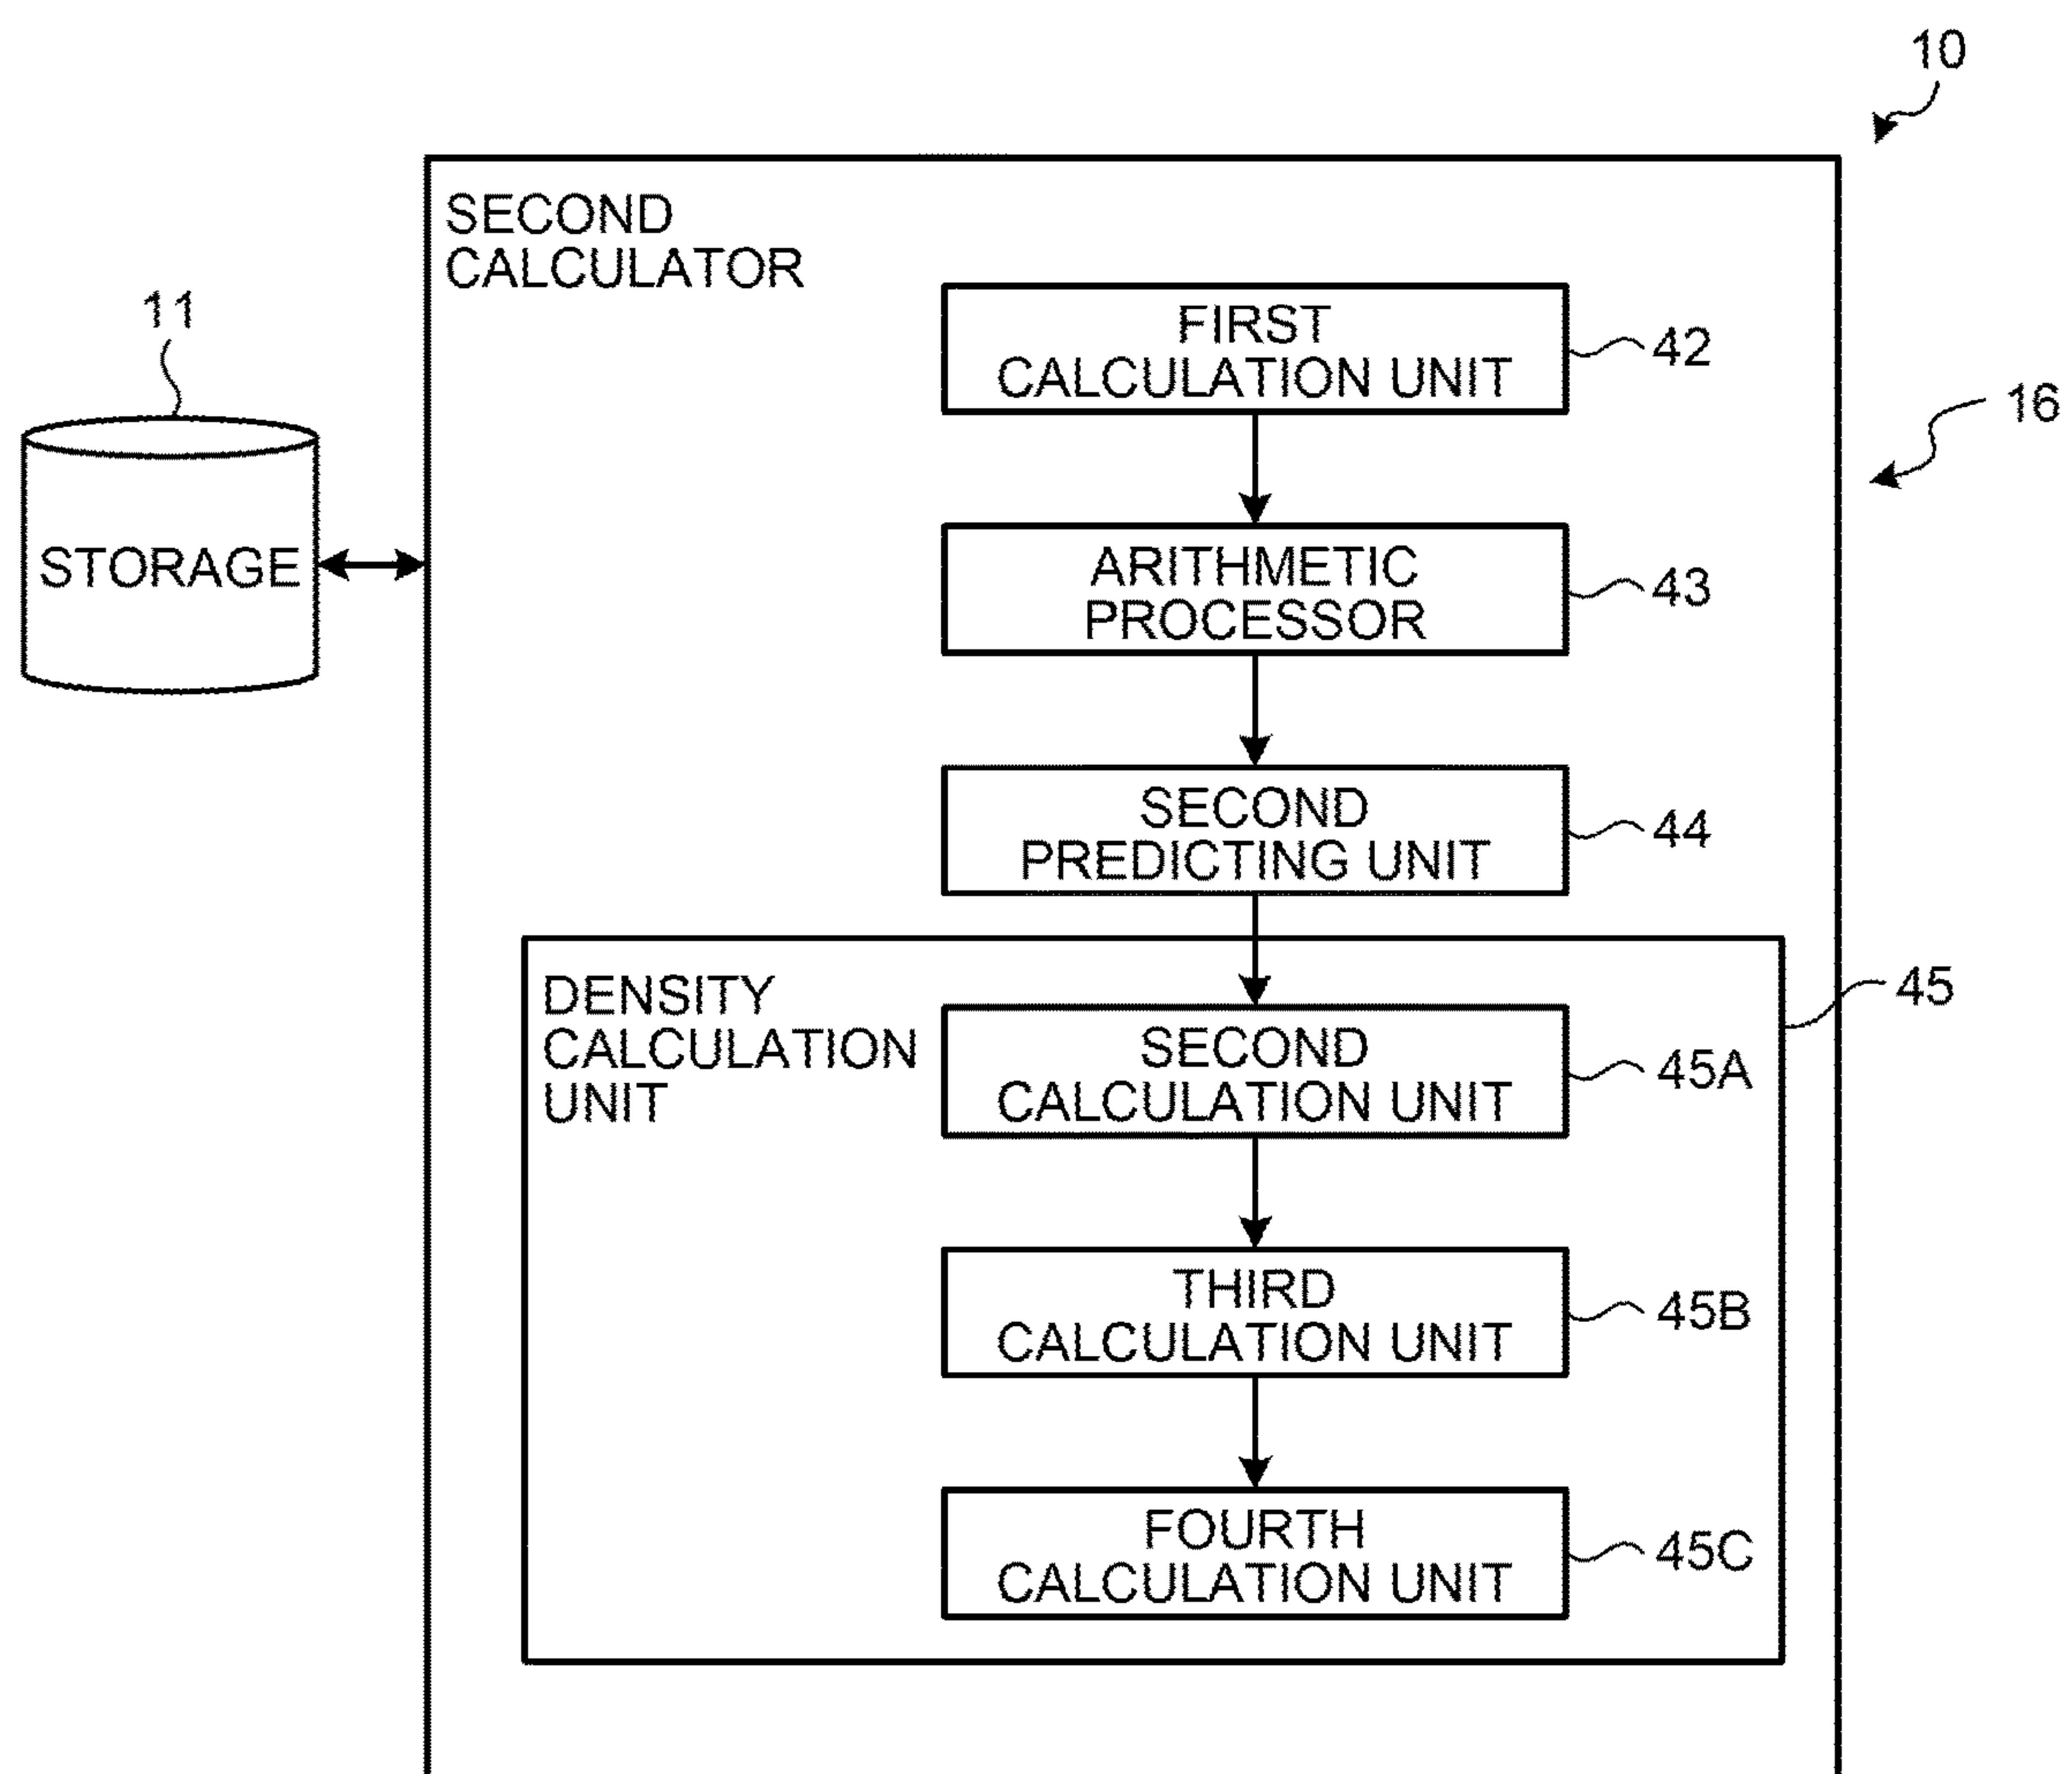 10
SECOND
CALCULATOR
11
FIRST
CALCULATION UNIT
42
16
STORAGE
ARITHMETIC
PROCESSOR
43
SECOND
PREDICTING UNIT
44
DENSITY
CALCULATION
UNIT
45
SECOND
CALCULATION UNIT
45A
THIRD
CALCULATION UNIT
45B
FOURTH
CALCULATION UNIT
45C